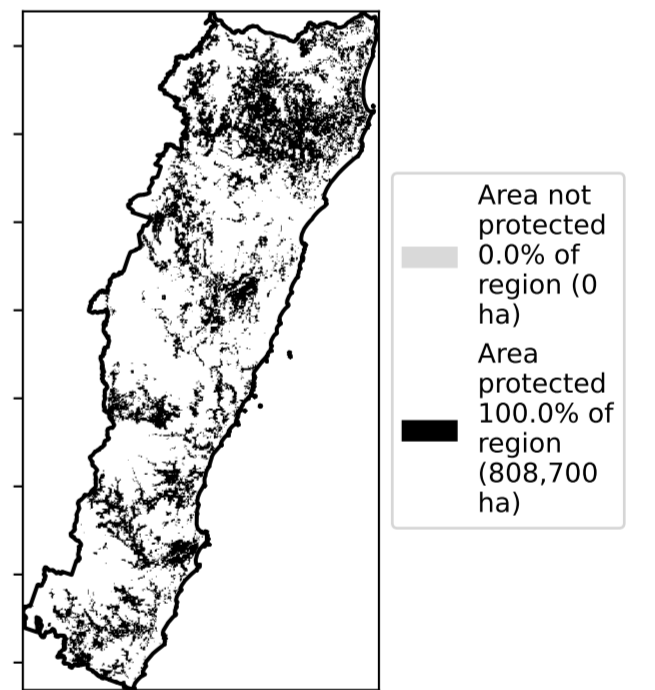 Area not
protected
0.0% of
region (0
ha)
Area
protected
100.0% of
region
(808,700
ha)